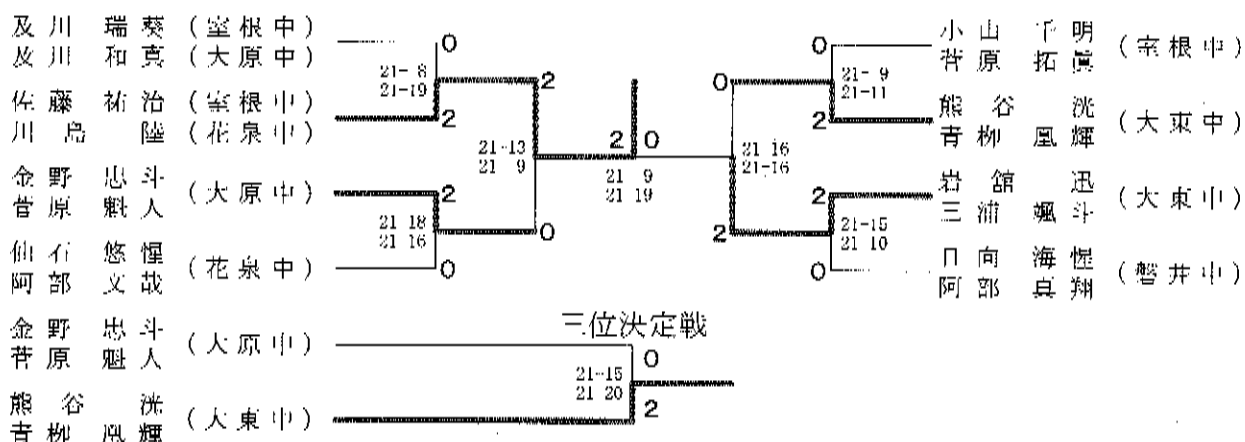 及川 瑞葵 (室根中)
及川 和真 (大原中)
佐藤 祐治 (室根中)
川島 陸 (花泉中)
金野 忠斗
菅原 魁人
(大原中)
仙石 悠惺
阿部 文哉
(花泉中)
0
21-8
21-19
2
2
21-18
21-16
0
2
21-13
21 9
0
2 0
21 9
21 19
0
21 16
21-16
2
0
21-9
21-11
2
2
21-15
21 10
0
小山 千明
菅原 拓眞
(室根中)
熊谷 洸
青柳 凰輝
(大東中)
岩舘 迅
三浦 颯斗
(大東中)
日向 海惺
阿部 真翔
(磐井中)
三位決定戦
金野 忠斗
菅原 魁人
(大原中)
熊谷 洸
青柳 凰輝
(大東中)
0
21-15
21 20
2